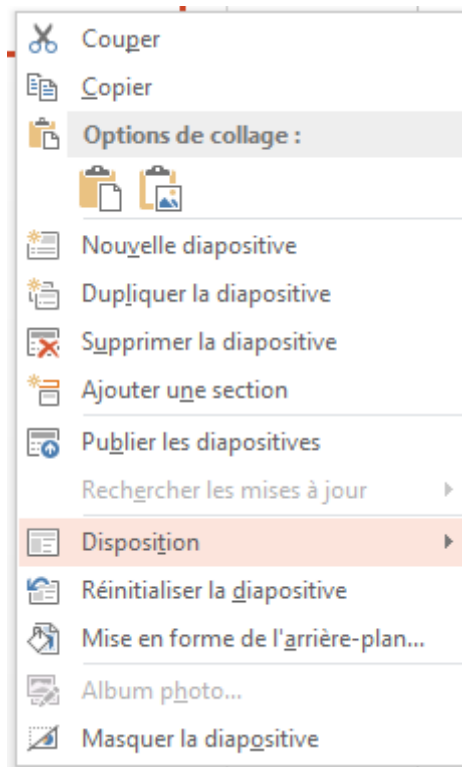 Couper
Copier
Options de collage :
Nouvelle diapositive
Dupliquer la diapositive
Supprimer la diapositive
Ajouter une section
Publier les diapositives
Rechercher les mises à jour
Disposition
Réinitialiser la diapositive
Mise en forme de l'arrière-plan...
Album photo...
Masquer la diapositive